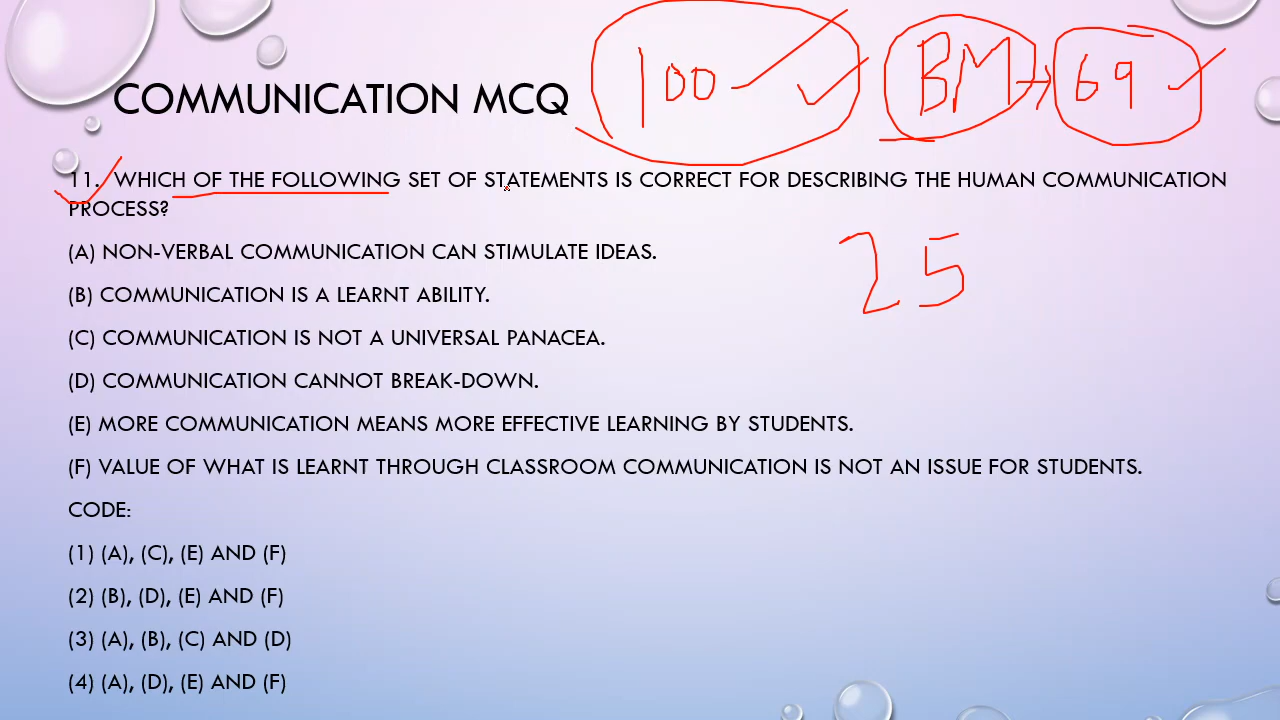 100 BM → 69
COMMUNICATION MCQ
11. WHICH OF THE FOLLOWING SET OF STATEMENTS IS CORRECT FOR DESCRIBING THE HUMAN COMMUNICATION
PROCESS?
(A) NON-VERBAL COMMUNICATION CAN STIMULATE IDEAS.
25
(B) COMMUNICATION IS A LEARNT ABILITY.
(C) COMMUNICATION IS NOT A UNIVERSAL PANACEA.
(D) COMMUNICATION CANNOT BREAK-DOWN.
(E) MORE COMMUNICATION MEANS MORE EFFECTIVE LEARNING BY STUDENTS.
(F) VALUE OF WHAT IS LEARNT THROUGH CLASSROOM COMMUNICATION IS NOT AN ISSUE FOR STUDENTS.
CODE:
(1) (A), (C), (E) AND (F)
(2) (B), (D), (E) AND (F)
(3) (A), (B), (C) AND (D)
(4) (A), (D), (E) AND (F)